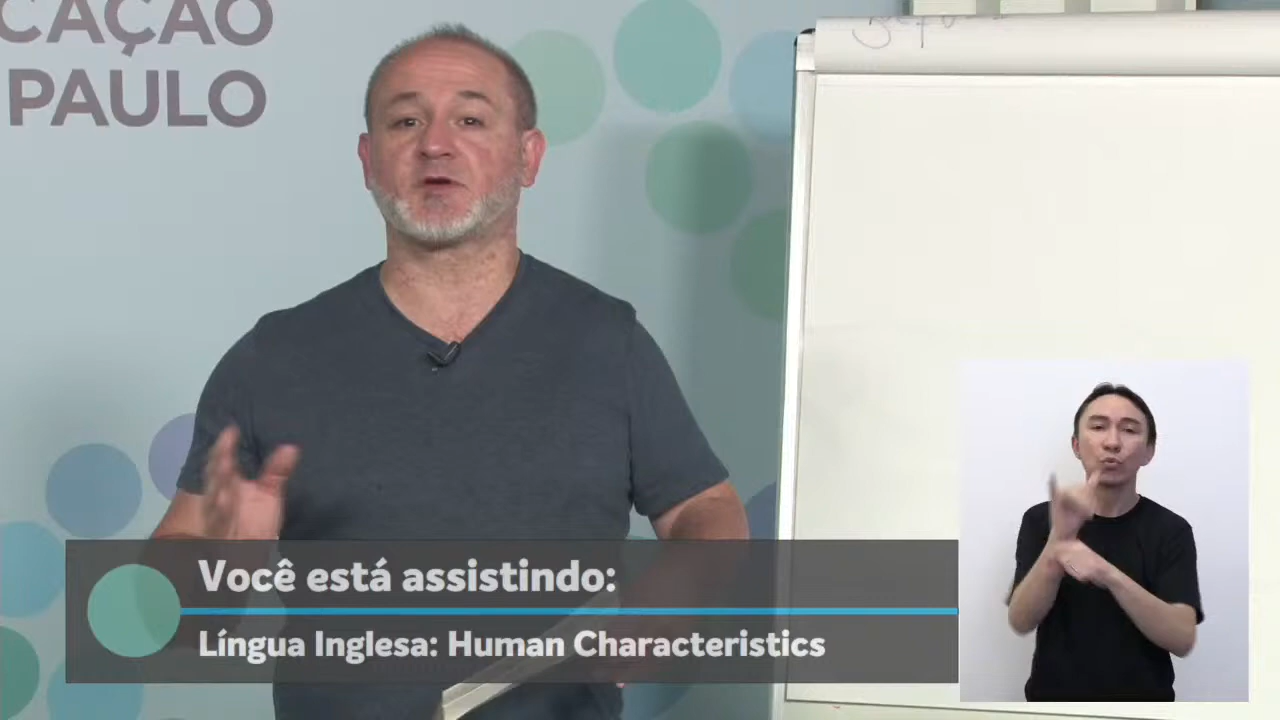 CAÇÃO
PAULO
Você está assistindo:
Língua Inglesa: Human Characteristics